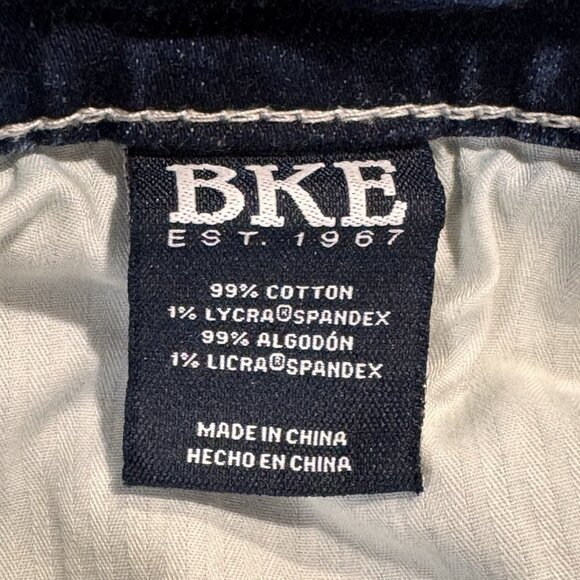 BKE
EST. 1967
99% COTTON
1% LYCRA®SPANDEX
99% ALGODÓN
1% LICRA®SPANDEX
MADE IN CHINA
HECHO EN CHINA